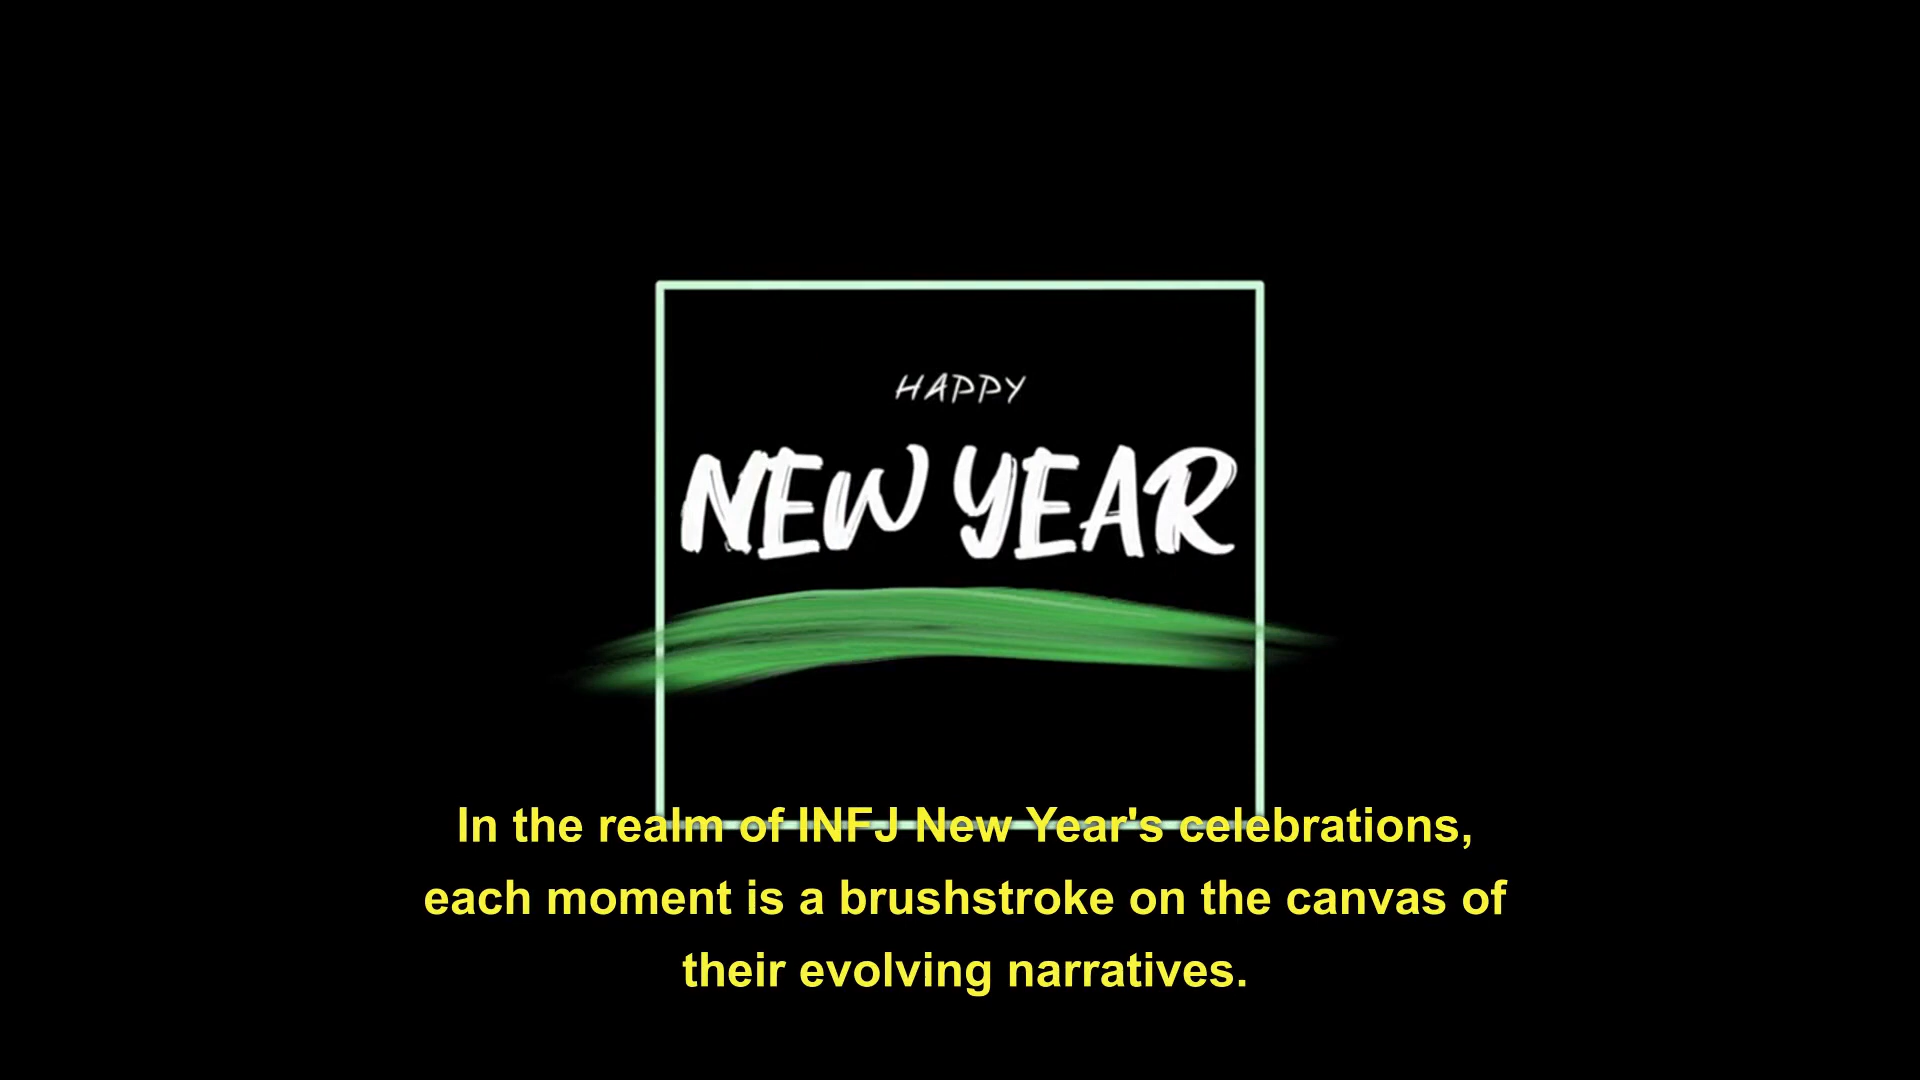 HAPPY
NEW YEAR
In the realm of INFJ New Year's celebrations,
each moment is a brushstroke on the canvas of
their evolving narratives.